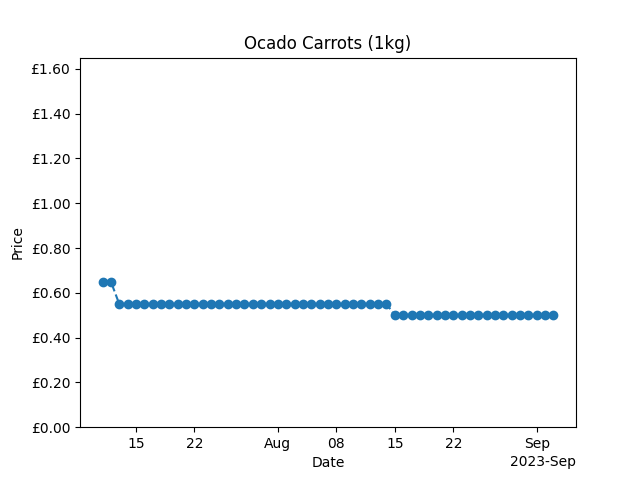 Ocado Carrots (1kg)
£1.60
£1.40
£1.20
£1.00
£0.80
£0.60
£0.40
£0.20
£0.00
Price
15 22 Aug 08 15 22 Sep
Date
2023-Sep